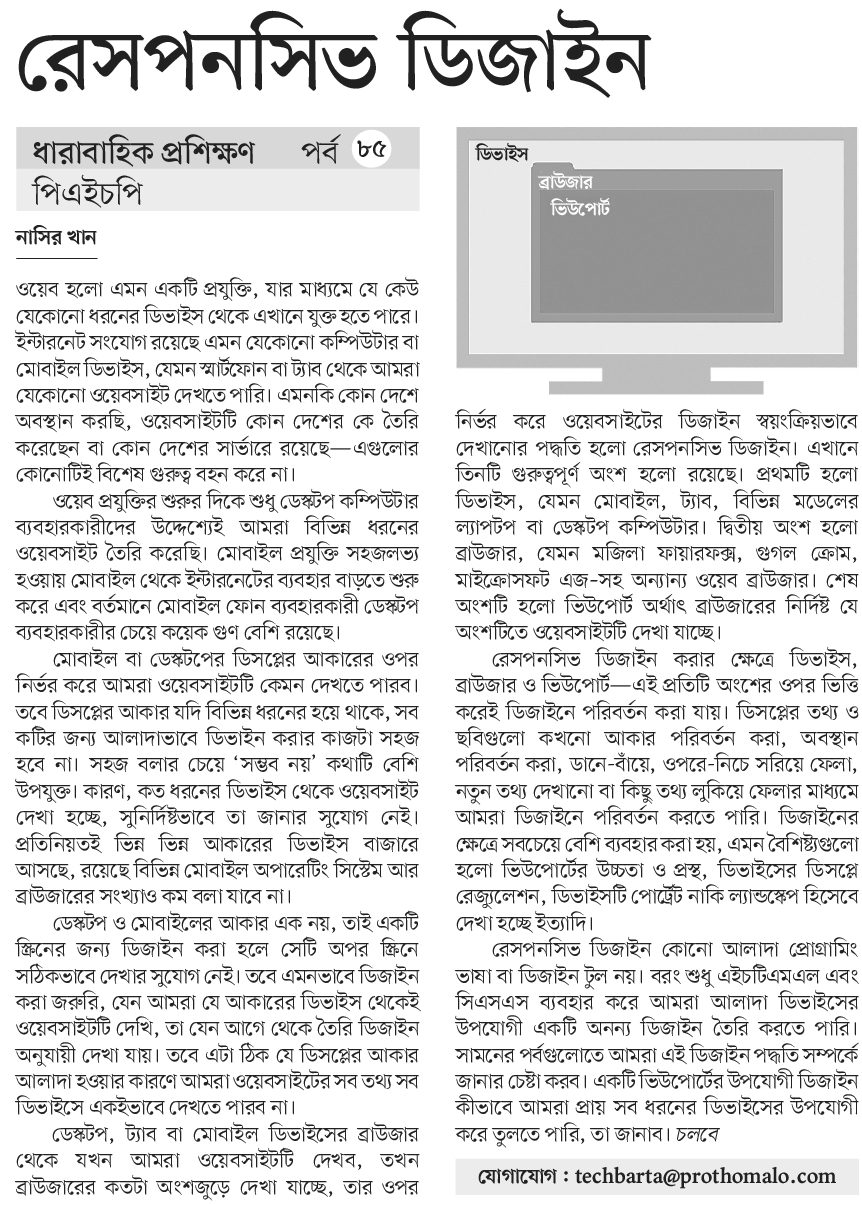 রেসপনসিভ ডিজাইন
ধারাবাহিক প্রশিক্ষণ পর্ব ৮৫
পিএইচপি
নাসির খান
ওয়েব হলো এমন একটি প্রযুক্তি, যার মাধ্যমে যে কেউ
যেকোনো ধরনের ডিভাইস থেকে এখানে যুক্ত হতে পারে।
ইন্টারনেট সংযোগ রয়েছে এমন যেকোনো কম্পিউটার বা
মোবাইল ডিভাইস, যেমন স্মার্টফোন বা ট্যাব থেকে আমরা
যেকোনো ওয়েবসাইট দেখতে পারি। এমনকি কোন দেশে
অবস্থান করছি, ওয়েবসাইটটি কোন দেশের কে তৈরি
করেছেন বা কোন দেশের সার্ভারে রয়েছে—এগুলোর
কোনোটিই বিশেষ গুরুত্ব বহন করে না।
ওয়েব প্রযুক্তির শুরুর দিকে শুধু ডেস্কটপ কম্পিউটার
ব্যবহারকারীদের উদ্দেশ্যেই আমরা বিভিন্ন ধরনের
ওয়েবসাইট তৈরি করেছি। মোবাইল প্রযুক্তি সহজলভ্য
হওয়ায় মোবাইল থেকে ইন্টারনেটের ব্যবহার বাড়তে শুরু
করে এবং বর্তমানে মোবাইল ফোন ব্যবহারকারী ডেস্কটপ
ব্যবহারকারীর চেয়ে কয়েক গুণ বেশি রয়েছে।
মোবাইল বা ডেস্কটপের ডিসপ্লের আকারের ওপর
নির্ভর করে আমরা ওয়েবসাইটটি কেমন দেখতে পারব।
তবে ডিসপ্লের আকার যদি বিভিন্ন ধরনের হয়ে থাকে, সব
কটির জন্য আলাদাভাবে ডিভাইন করার কাজটা সহজ
হবে না। সহজ বলার চেয়ে ‘সম্ভব নয়’ কথাটি বেশি
উপযুক্ত। কারণ, কত ধরনের ডিভাইস থেকে ওয়েবসাইট
দেখা হচ্ছে, সুনির্দিষ্টভাবে তা জানার সুযোগ নেই।
প্রতিনিয়তই ভিন্ন ভিন্ন আকারের ডিভাইস বাজারে
আসছে, রয়েছে বিভিন্ন মোবাইল অপারেটিং সিস্টেম আর
ব্রাউজারের সংখ্যাও কম বলা যাবে না।
ডেস্কটপ ও মোবাইলের আকার এক নয়, তাই একটি
স্ক্রিনের জন্য ডিজাইন করা হলে সেটি অপর স্ক্রিনে
সঠিকভাবে দেখার সুযোগ নেই। তবে এমনভাবে ডিজাইন
করা জরুরি, যেন আমরা যে আকারের ডিভাইস থেকেই
ওয়েবসাইটটি দেখি, তা যেন আগে থেকে তৈরি ডিজাইন
অনুযায়ী দেখা যায়। তবে এটা ঠিক যে ডিসপ্লের আকার
আলাদা হওয়ার কারণে আমরা ওয়েবসাইটের সব তথ্য সব
ডিভাইসে একইভাবে দেখতে পারব না।
ডেস্কটপ, ট্যাব বা মোবাইল ডিভাইসের ব্রাউজার
থেকে যখন আমরা ওয়েবসাইটটি দেখব, তখন
ব্রাউজারের কতটা অংশজুড়ে দেখা যাচ্ছে, তার ওপর
ডিভাইস
ব্রাউজার
ভিউপোর্ট
নির্ভর করে ওয়েবসাইটের ডিজাইন স্বয়ংক্রিয়ভাবে
দেখানোর পদ্ধতি হলো রেসপনসিভ ডিজাইন। এখানে
তিনটি গুরুত্বপূর্ণ অংশ হলো রয়েছে। প্রথমটি হলো
ডিভাইস, যেমন মোবাইল, ট্যাব, বিভিন্ন মডেলের
ল্যাপটপ বা ডেস্কটপ কম্পিউটার। দ্বিতীয় অংশ হলো
ব্রাউজার, যেমন মজিলা ফায়ারফক্স, গুগল ক্রোম,
মাইক্রোসফট এজ-সহ অন্যান্য ওয়েব ব্রাউজার। শেষ
অংশটি হলো ভিউপোর্ট অর্থাৎ ব্রাউজারের নির্দিষ্ট যে
অংশটিতে ওয়েবসাইটটি দেখা যাচ্ছে।
রেসপনসিভ ডিজাইন করার ক্ষেত্রে ডিভাইস,
ব্রাউজার ও ভিউপোর্ট—এই প্রতিটি অংশের ওপর ভিত্তি
করেই ডিজাইনে পরিবর্তন করা যায়। ডিসপ্লের তথ্য ও
ছবিগুলো কখনো আকার পরিবর্তন করা, অবস্থান
পরিবর্তন করা, ডানে-বাঁয়ে, ওপরে-নিচে সরিয়ে ফেলা,
নতুন তথ্য দেখানো বা কিছু তথ্য লুকিয়ে ফেলার মাধ্যমে
আমরা ডিজাইনে পরিবর্তন করতে পারি। ডিজাইনের
ক্ষেত্রে সবচেয়ে বেশি ব্যবহার করা হয়, এমন বৈশিষ্ট্যগুলো
হলো ভিউপোর্টের উচ্চতা ও প্রস্থ, ডিভাইসের ডিসপ্লে
রেজ্যুলেশন, ডিভাইসটি পোর্ট্রেট নাকি ল্যান্ডস্কেপ হিসেবে
দেখা হচ্ছে ইত্যাদি।
রেসপনসিভ ডিজাইন কোনো আলাদা প্রোগ্রামিং
ভাষা বা ডিজাইন টুল নয়। বরং শুধু এইচটিএমএল এবং
সিএসএস ব্যবহার করে আমরা আলাদা ডিভাইসের
উপযোগী একটি অনন্য ডিজাইন তৈরি করতে পারি।
সামনের পর্বগুলোতে আমরা এই ডিজাইন পদ্ধতি সম্পর্কে
জানার চেষ্টা করব। একটি ভিউপোর্টের উপযোগী ডিজাইন
কীভাবে আমরা প্রায় সব ধরনের ডিভাইসের উপযোগী
করে তুলতে পারি, তা জানাব। চলবে
যোগাযোগ : techbarta@prothomalo.com